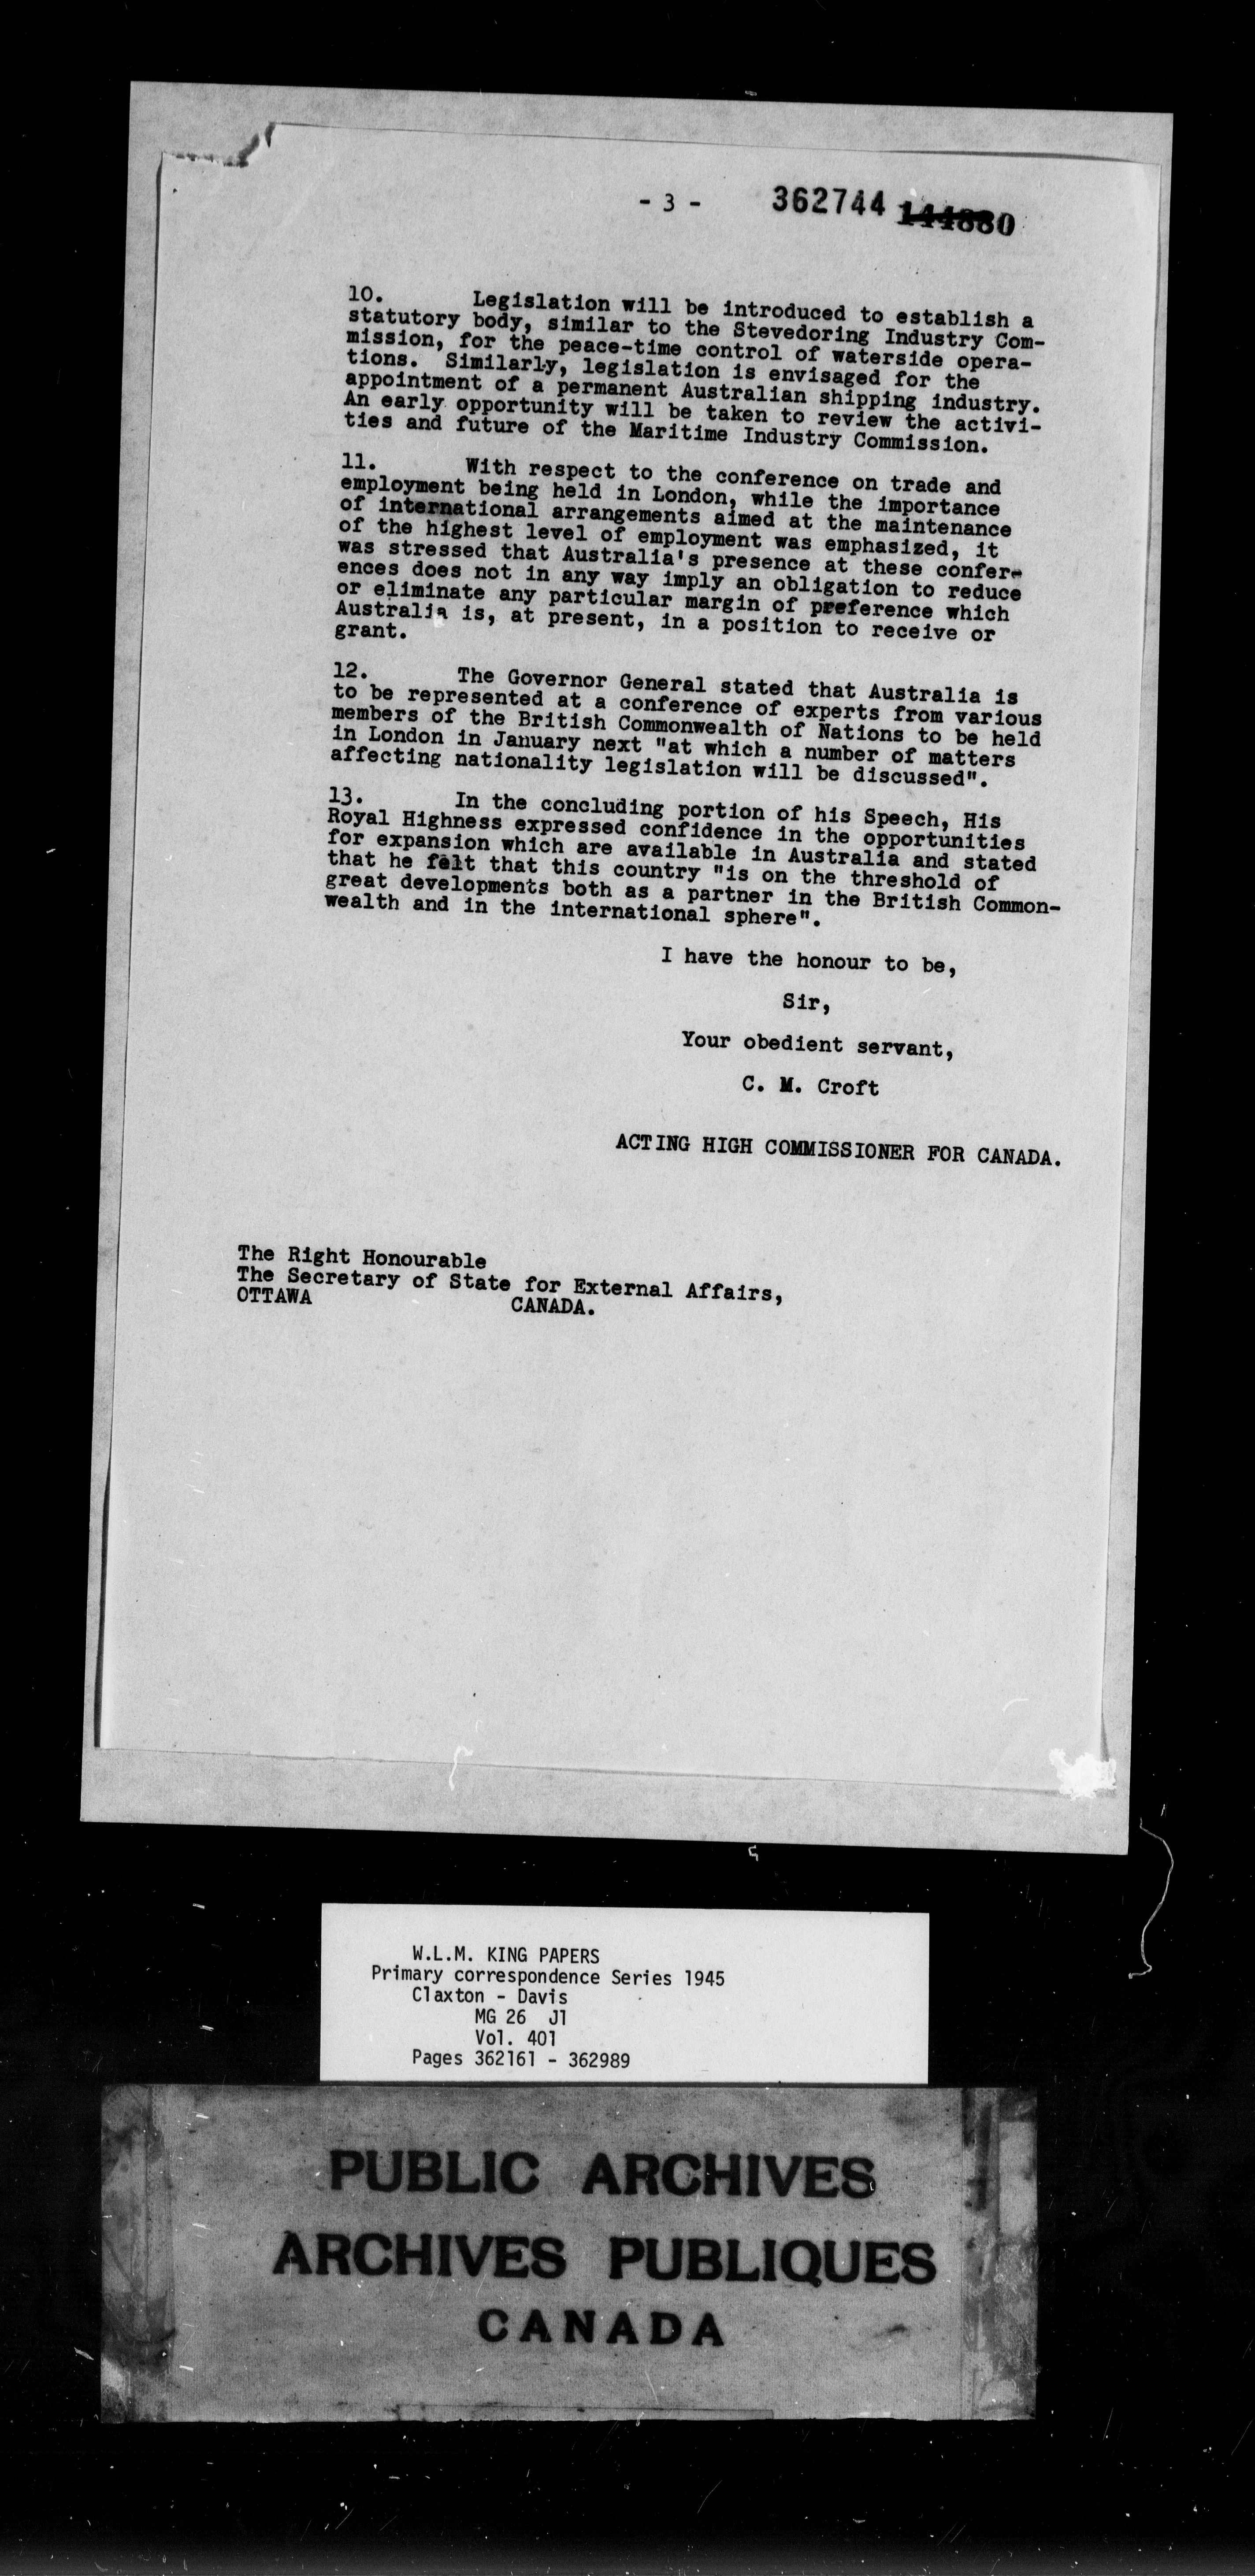 - 3 -
362744 144880
10. Legislation will be introduced to establish a
statutory body, similar to the Stevedoring Industry Com-
mission, for the peace-time control of waterside opera-
tions. Similarly, legislation is envisaged for the
appointment of a permanent Australian shipping industry.
An early opportunity will be taken to review the activi-
ties and future of the Maritime Industry Commission.
11. With respect to the conference on trade and
employment being held in London, while the importance
of international arrangements aimed at the maintenance
of the highest level of employment was emphasized, it
was stressed that Australia's presence at these confer-
ences does not in any way imply an obligation to reduce
or eliminate any particular margin of preference which
Australia is, at present, in a position to receive or
grant.
12. The Governor General stated that Australia is
to be represented at a conference of experts from various
members of the British Commonwealth of Nations to be held
in London in January next "at which a number of matters
affecting nationality legislation will be discussed".
13. In the concluding portion of his Speech, His
Royal Highness expressed confidence in the opportunities
for expansion which are available in Australia and stated
that he felt that this country "is on the threshold of
great developments both as a partner in the British Common-
wealth and in the international sphere".
I have the honour to be,
Sir,
Your obedient servant,
C. M. Croft
ACTING HIGH COMMISSIONER FOR CANADA.
The Right Honourable
The Secretary of State for External Affairs,
OTTAWA CANADA.
W.L.M. KING PAPERS
Primary correspondence Series 1945
Claxton - Davis
MG 26 J1
Vol. 401
Pages 362161 - 362989
PUBLIC ARCHIVES
ARCHIVES PUBLIQUES
CANADA